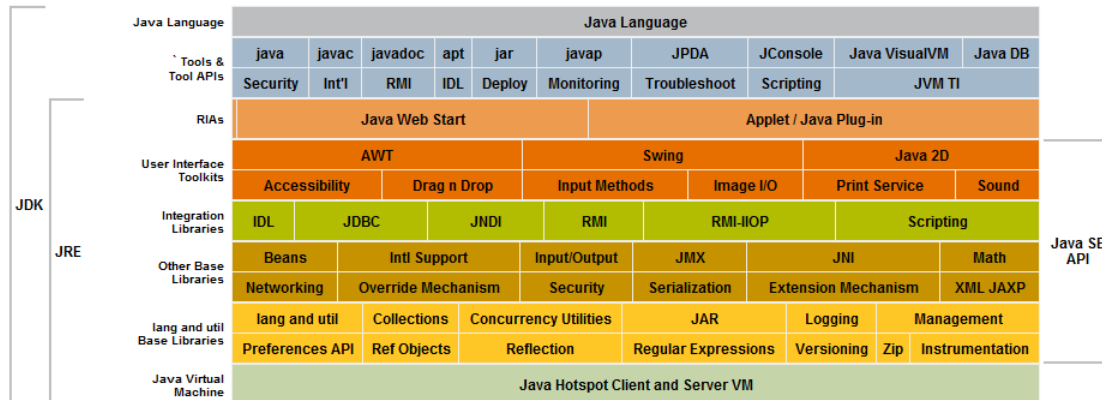 Java Language Java Language
` Tools & Tool APIs
java javac javadoc apt jar javap JPDA JConsole Java VisualVM Java DB
Security Int'l RMI IDL Deploy Monitoring Troubleshoot Scripting JVM TI
RIAs Java Web Start Applet / Java Plug-in
User Interface Toolkits
AWT Swing Java 2D
Accessibility Drag n Drop Input Methods Image I/O Print Service Sound
Integration Libraries
IDL JDBC JNDI RMI RMI-IIOP Scripting
Other Base Libraries
Beans Intl Support Input/Output JMX JNI Math
Networking Override Mechanism Security Serialization Extension Mechanism XML JAXP
lang and util Base Libraries
lang and util Collections Concurrency Utilities JAR Logging Management
Preferences API Ref Objects Reflection Regular Expressions Versioning Zip Instrumentation
Java Virtual Machine
Java Hotspot Client and Server VM
JDK
JRE
Java SE
API